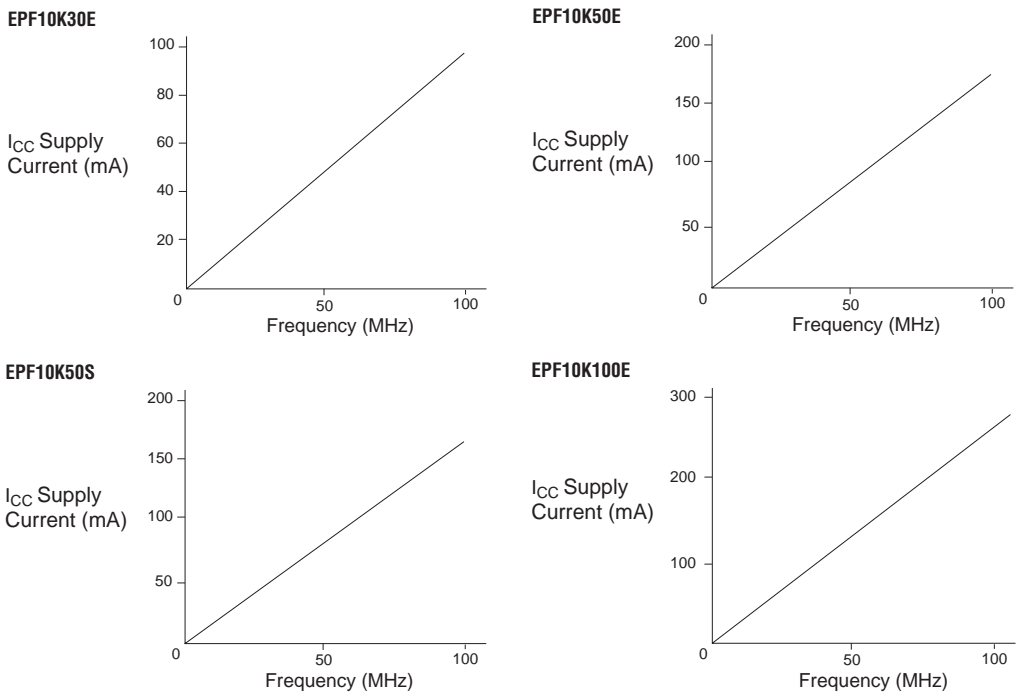 EPF10K30E
100
80
60
40
20
0
50
100
I_CC Supply
Current (mA)
Frequency (MHz)
EPF10K50E
200
150
100
50
0
50
100
I_CC Supply
Current (mA)
Frequency (MHz)
EPF10K50S
200
150
100
50
0
50
100
I_CC Supply
Current (mA)
Frequency (MHz)
EPF10K100E
300
200
100
0
50
100
I_CC Supply
Current (mA)
Frequency (MHz)